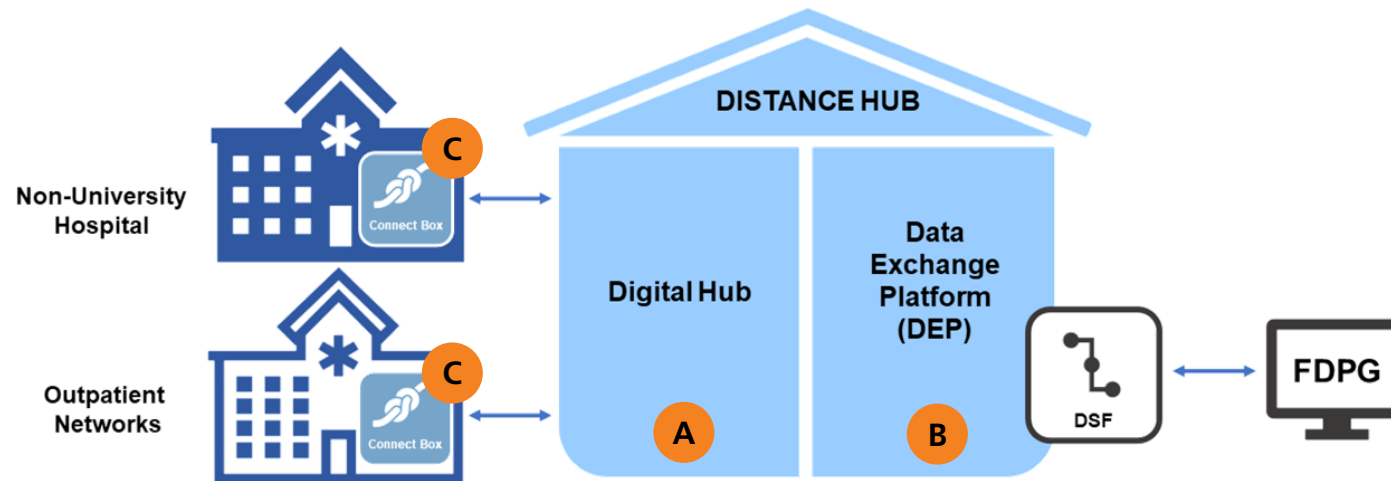 DISTANCE HUB
Non-University
Hospital
C
Connect Box
Outpatient
Networks
C
Connect Box
Digital Hub
A
Data
Exchange
Platform
(DEP)
B
DSF
FDPG